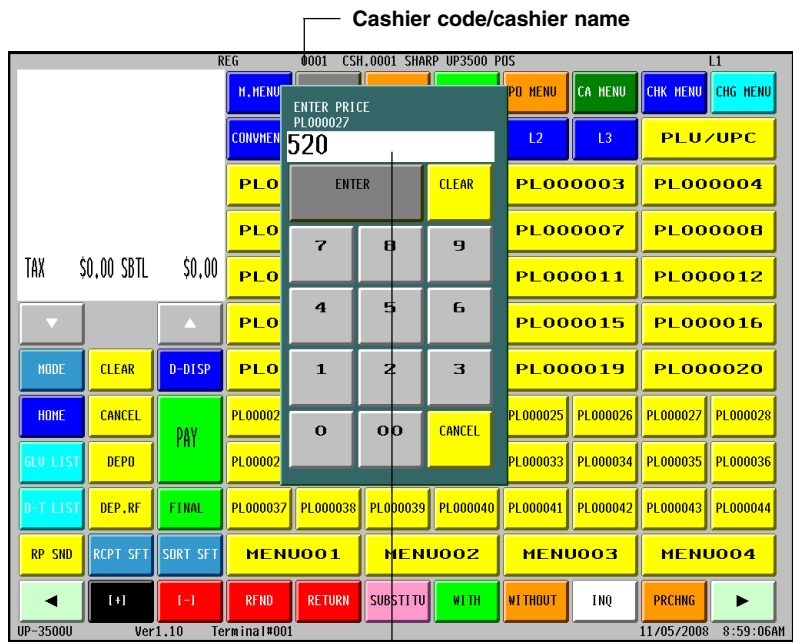 Cashier code/cashier name
REG 0001 CSH.0001 SHARP UP3500 POS L1
M.MENU PO MENU CA MENU CHK MENU CHG MENU
ENTER PRICE
PL000027
CONVMEN L2 L3 PLU/UPC
520
PL0 ENTER CLEAR PL000003 PL000004
PL0 7 8 9 PL000007 PL000008
TAX $0,00 SBTL $0,00 PL0 PL000011 PL000012
▼ ▲ PL0 4 5 6 PL000015 PL000016
MODE CLEAR D-DISP PL0 1 2 3 PL000019 PL000020
HOME CANCEL PAY PL00002 0 00 CANCEL PL000025 PL000026 PL000027 PL000028
GLU LIST DEPO PL00002 PL000033 PL000034 PL000035 PL000036
D-T LIST DEP.RF FINAL PL000037 PL000038 PL000039 PL000040 PL000041 PL000042 PL000043 PL000044
RP SND RCPT SFT SORT SFT MENU001 MENU002 MENU003 MENU004
◀ [+] [-] RFND RETURN SUBSTITU WITH WITHOUT INQ PRCHNG ▶
UP-3500U Ver1.10 Terminal#001 11/05/2008 8:59:06AM